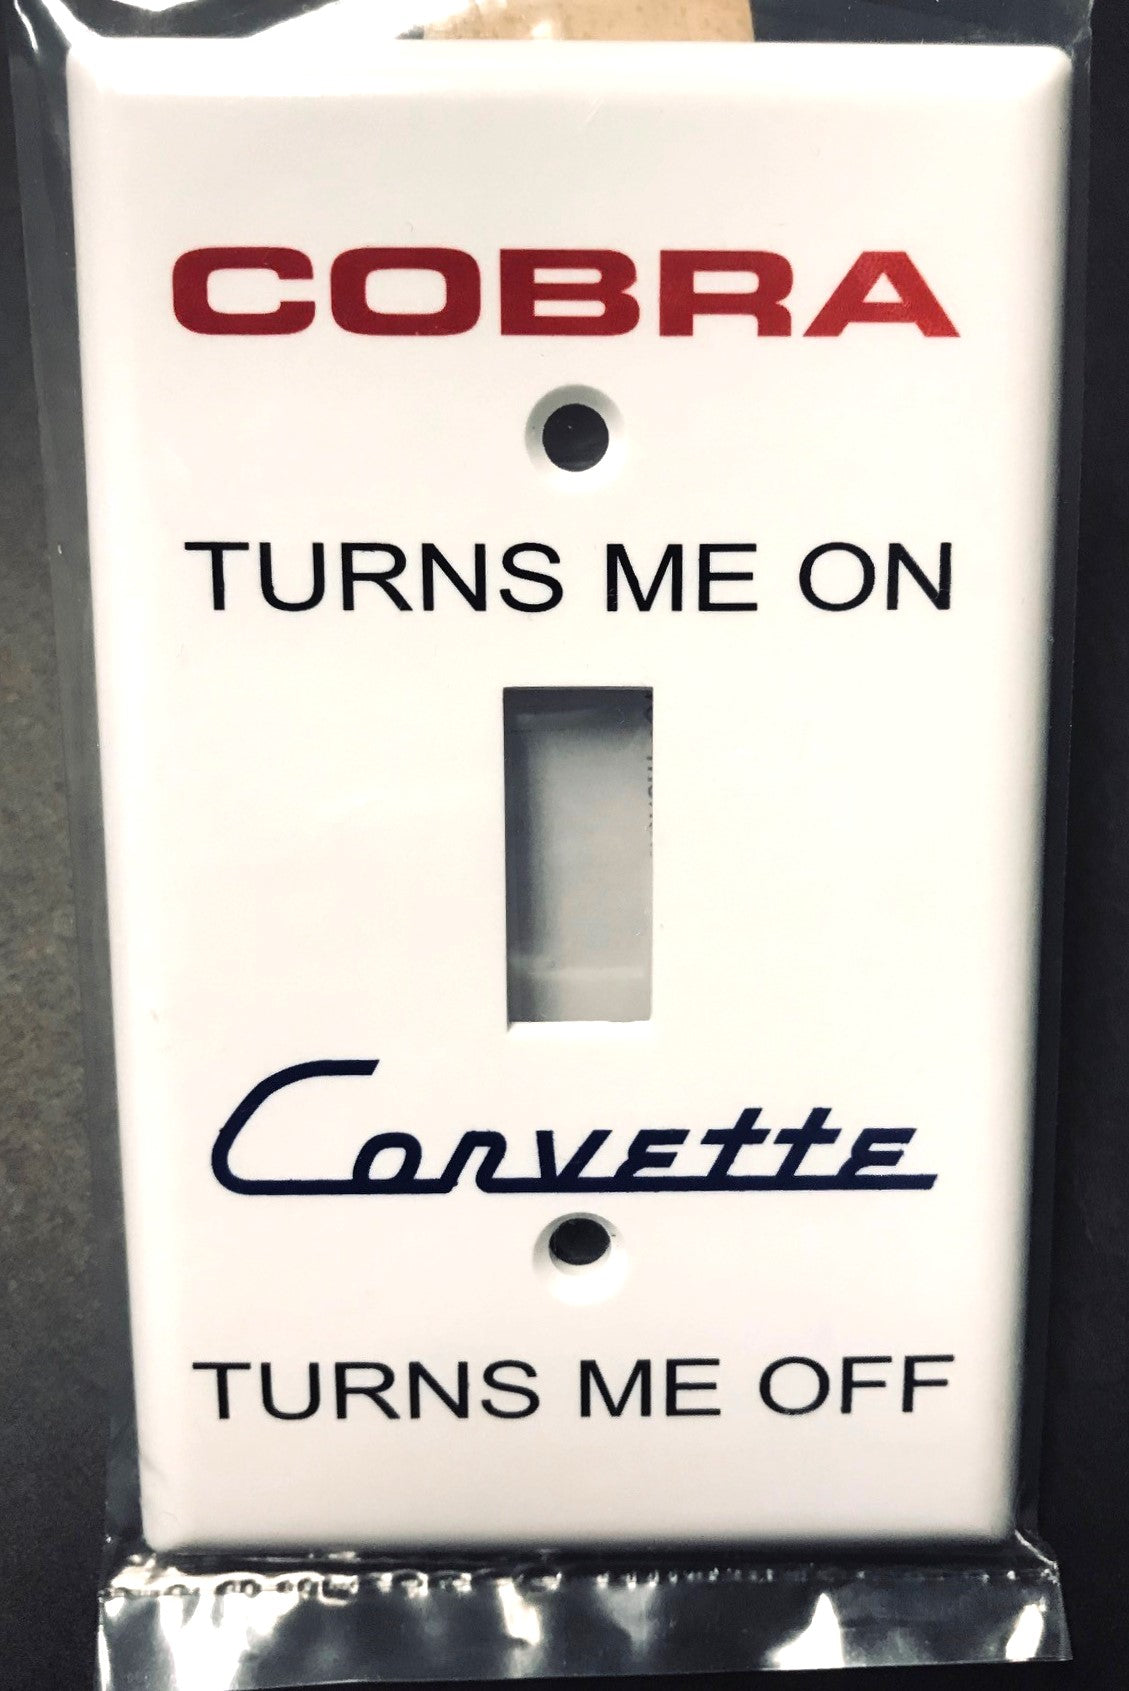 COBRA
TURNS ME ON
Corvette
TURNS ME OFF